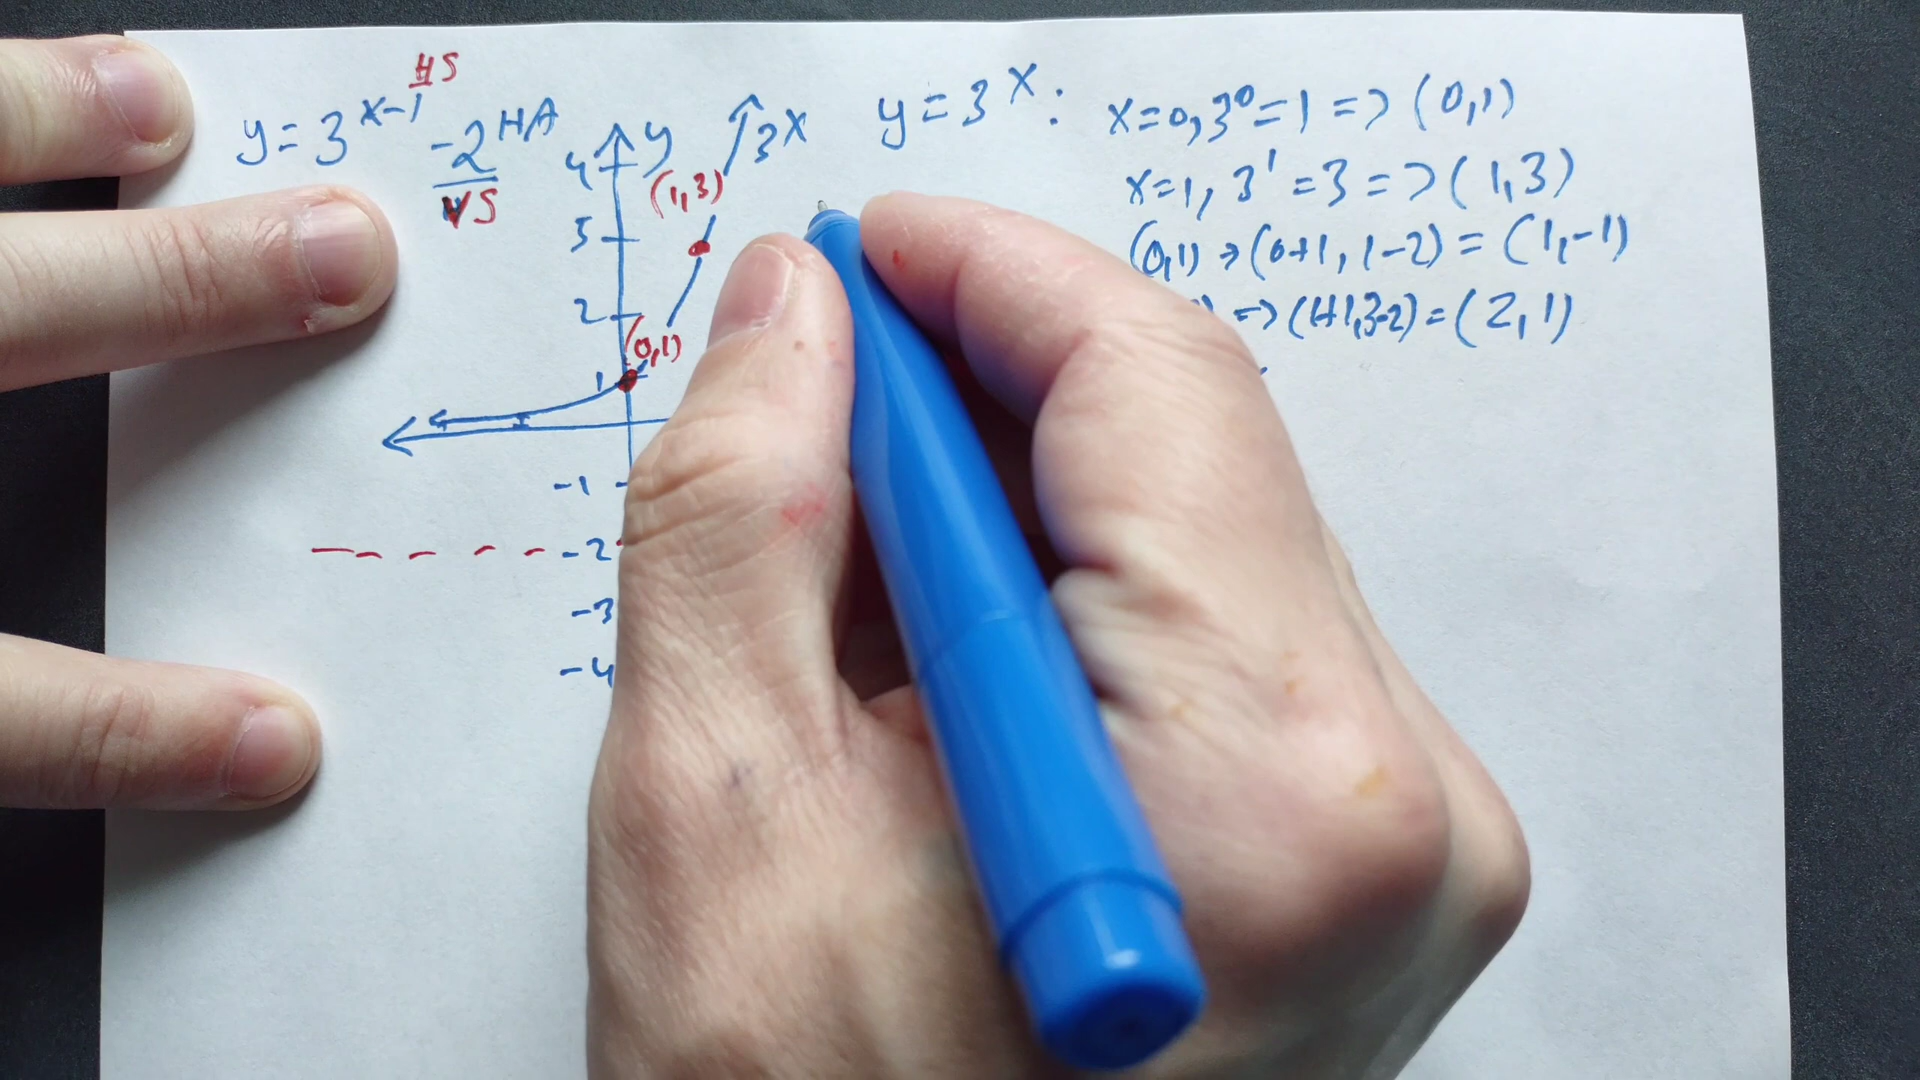 HS
y=3^x-1 -2 HA
VS
y
4
3^x
(1,3)
3
2
(0,1)
1
-1
-2
-3
-4
y=3^x:
x=0, 3^0=1 => (0,1)
x=1, 3^1=3 => (1,3)
(0,1) → (0+1, 1-2) = (1,-1)
) => (1+1,3-2) = (2,1)